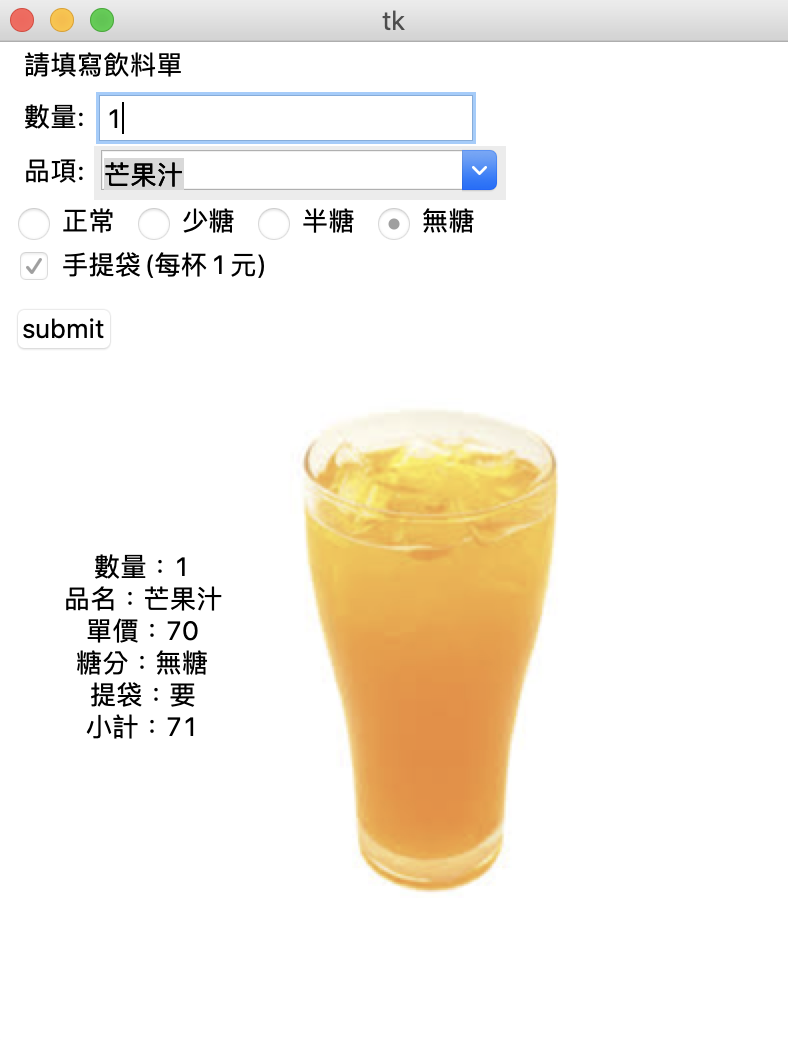 tk
請填寫飲料單
數量: 1
品項: 芒果汁
正常 少糖 半糖 無糖
手提袋(每杯1元)
submit
數量：1
品名：芒果汁
單價：70
糖分：無糖
提袋：要
小計：71